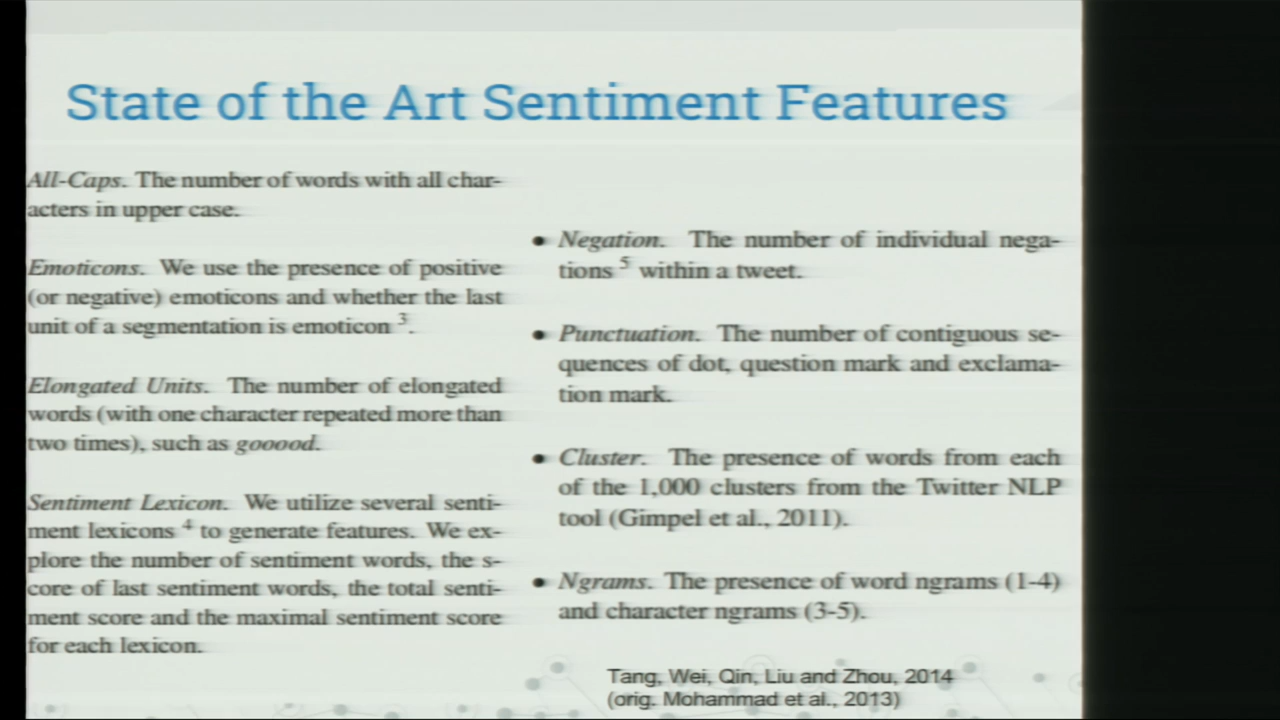 State of the Art Sentiment Features
All-Caps. The number of words with all char-
acters in upper case.
Emoticons. We use the presence of positive
(or negative) emoticons and whether the last
unit of a segmentation is emoticon 3.
Elongated Units. The number of elongated
words (with one character repeated more than
two times), such as gooood.
Sentiment Lexicon. We utilize several senti-
ment lexicons 4 to generate features. We ex-
plore the number of sentiment words, the s-
core of last sentiment words, the total senti-
ment score and the maximal sentiment score
for each lexicon.
• Negation. The number of individual nega-
tions 5 within a tweet.
• Punctuation. The number of contiguous se-
quences of dot, question mark and exclama-
tion mark.
• Cluster. The presence of words from each
of the 1,000 clusters from the Twitter NLP
tool (Gimpel et al., 2011).
• Ngrams. The presence of word ngrams (1-4)
and character ngrams (3-5).
Tang, Wei, Qin, Liu and Zhou, 2014
(orig. Mohammad et al., 2013)